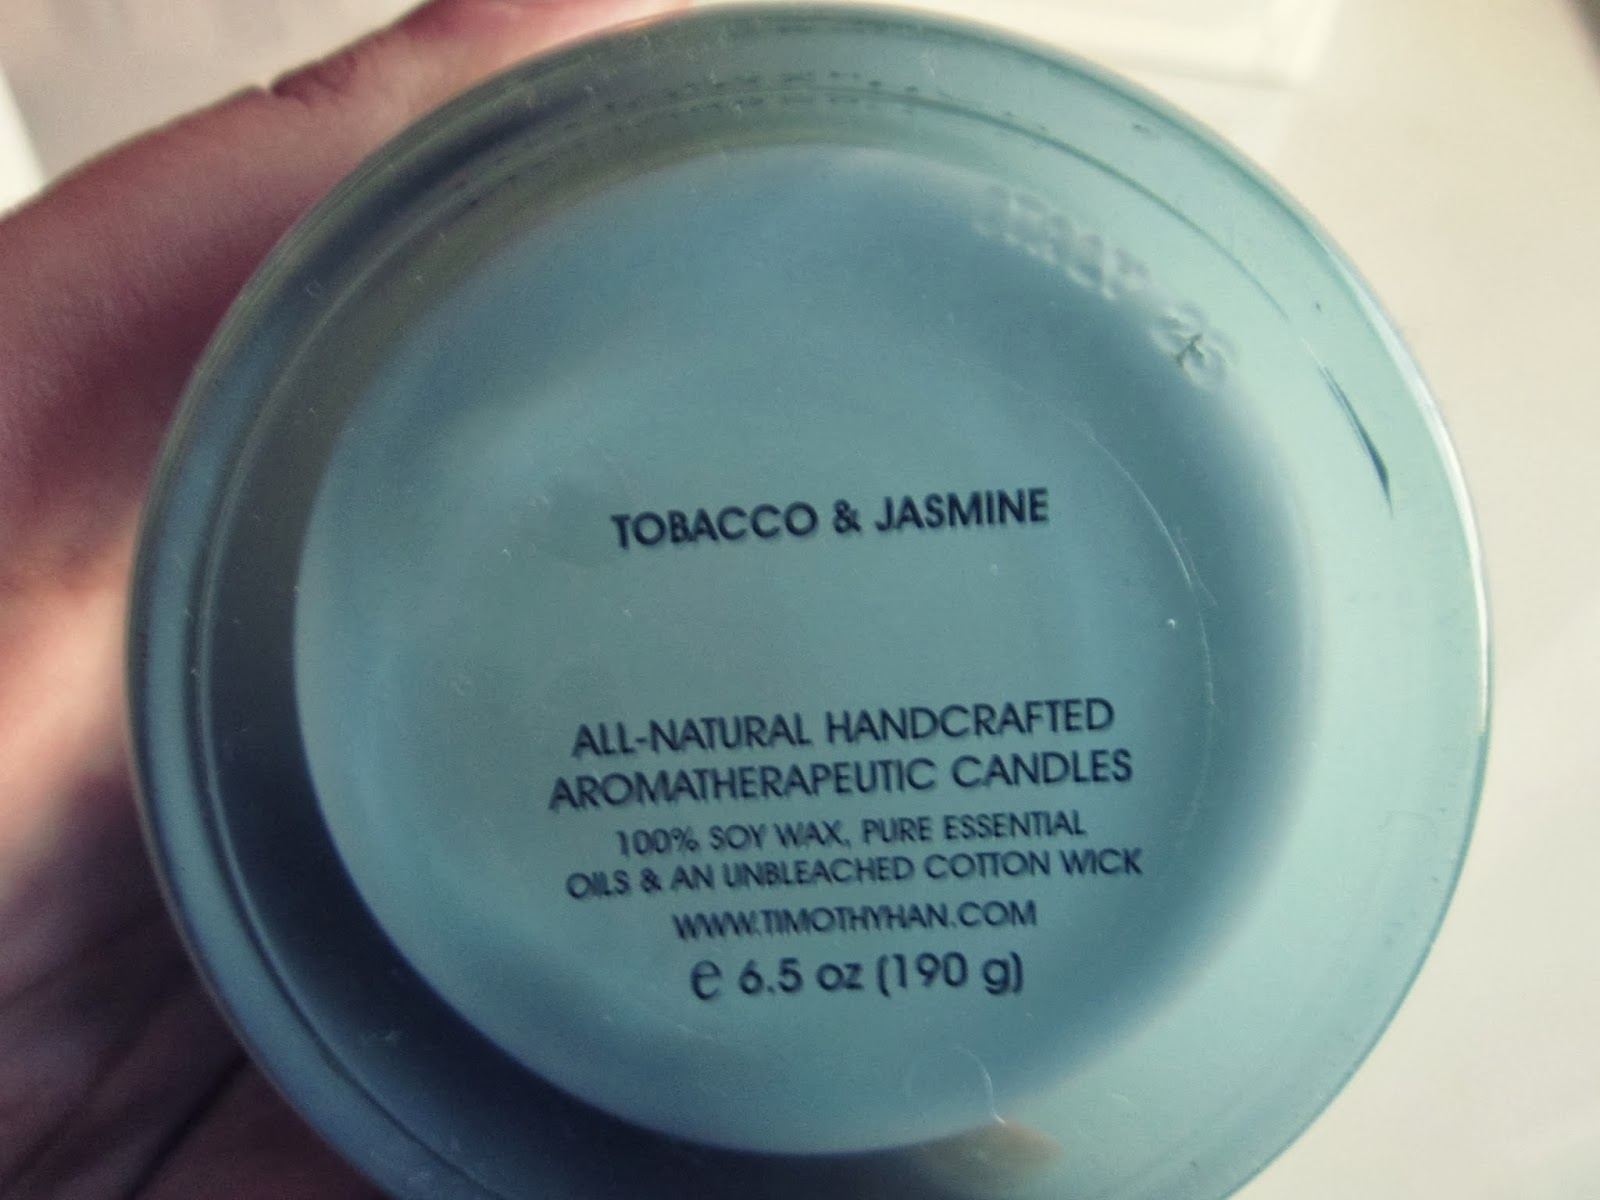 TOBACCO & JASMINE
ALL-NATURAL HANDCRAFTED
AROMATHERAPEUTIC CANDLES
100% SOY WAX, PURE ESSENTIAL
OILS & AN UNBLEACHED COTTON WICK
WWW.TIMOTHYHAN.COM
℮ 6.5 oz (190 g)